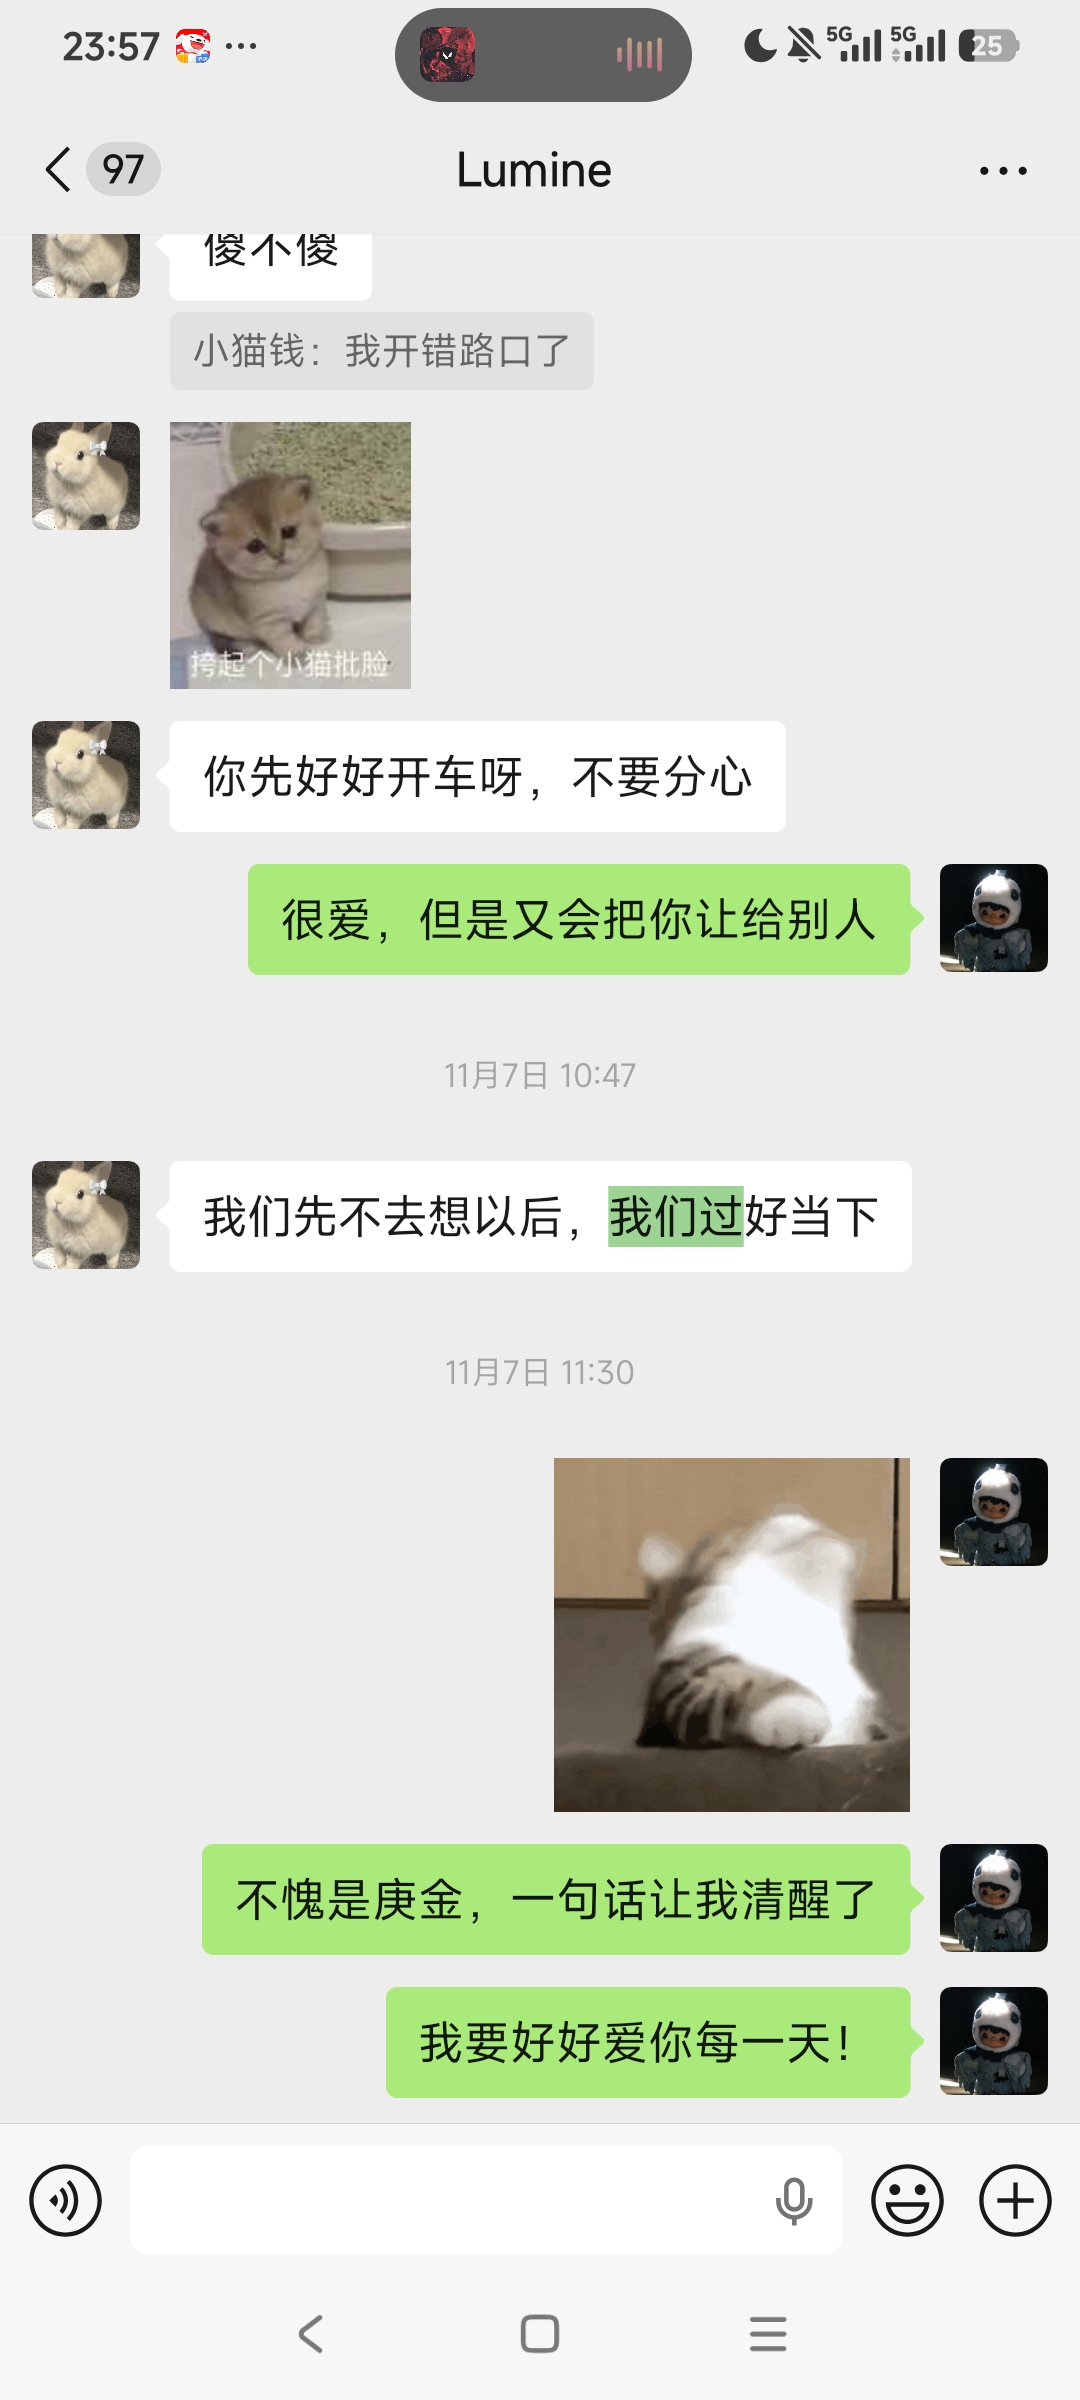 23:57
5G 5G 25
97
Lumine
傻不傻
小猫钱：我开错路口了
挎起个小猫批脸
你先好好开车呀，不要分心
很爱，但是又会把你让给别人
11月7日 10:47
我们先不去想以后，我们过好当下
11月7日 11:30
不愧是庚金，一句话让我清醒了
我要好好爱你每一天！